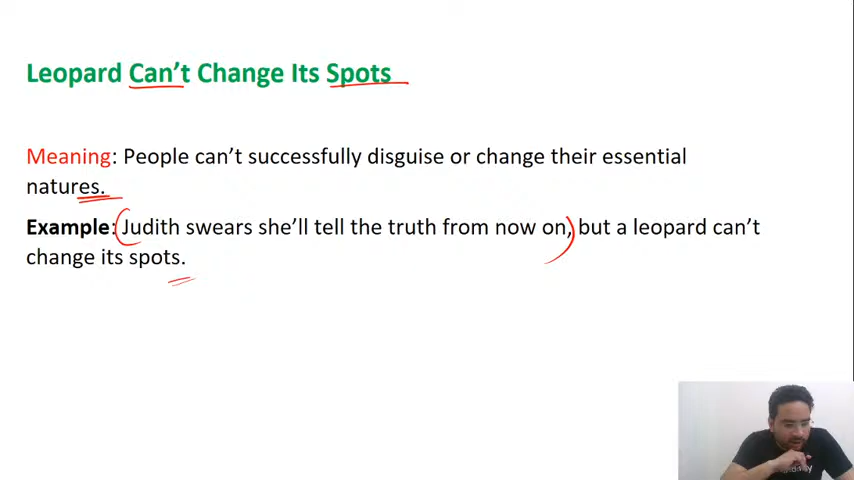 Leopard Can't Change Its Spots
Meaning: People can't successfully disguise or change their essential
natures.
Example: Judith swears she'll tell the truth from now on, but a leopard can't
change its spots.